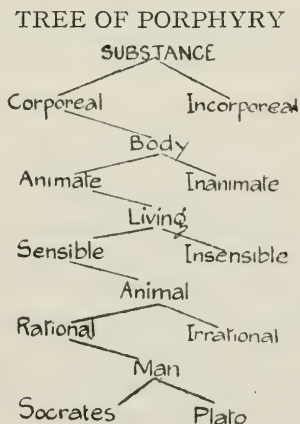 TREE OF PORPHYRY
SUBSTANCE
Corporeal Incorporeal
Body
Animate Inanimate
Living
Sensible Insensible
Animal
Rational Irrational
Man
Socrates Plato